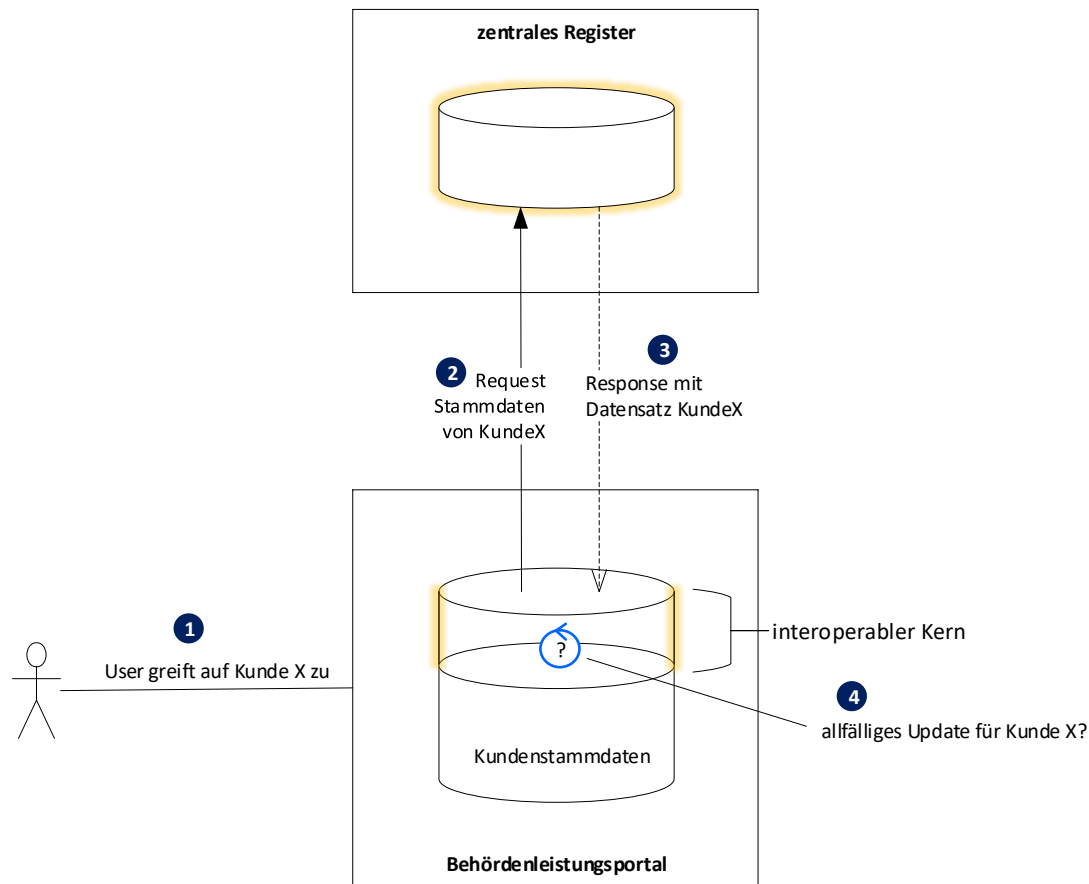 zentrales Register
2
Request
Stammdaten
von KundeX
3
Response mit
Datensatz KundeX
1
User greift auf Kunde X zu
?
interoperabler Kern
4
allfälliges Update für Kunde X?
Kundenstammdaten
Behördenleistungsportal